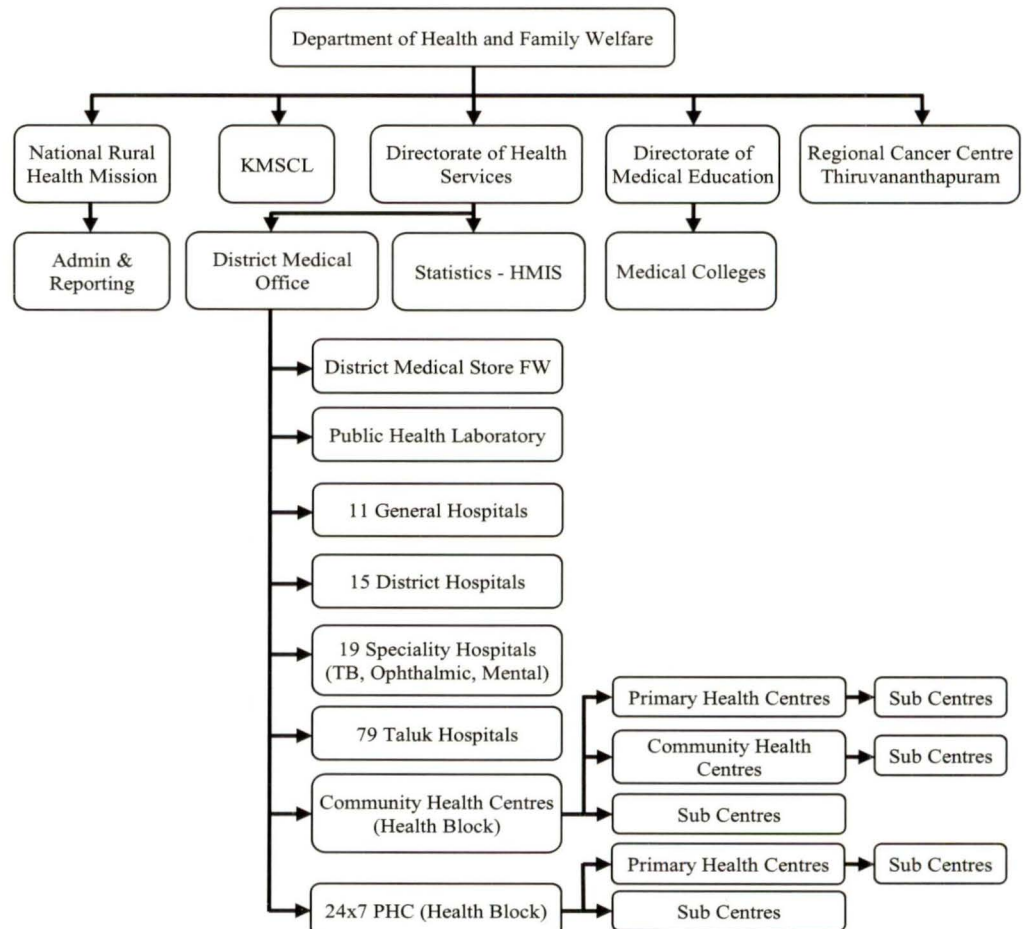 Department of Health and Family Welfare
National Rural
Health Mission
KMSCL
Directorate of Health
Services
Directorate of
Medical Education
Regional Cancer Centre
Thiruvananthapuram
Admin &
Reporting
District Medical
Office
Statistics - HMIS
Medical Colleges
District Medical Store FW
Public Health Laboratory
11 General Hospitals
15 District Hospitals
19 Speciality Hospitals
(TB, Ophthalmic, Mental)
79 Taluk Hospitals
Community Health Centres
(Health Block)
Primary Health Centres
Sub Centres
Community Health
Centres
Sub Centres
Sub Centres
24x7 PHC (Health Block)
Primary Health Centres
Sub Centres
Sub Centres